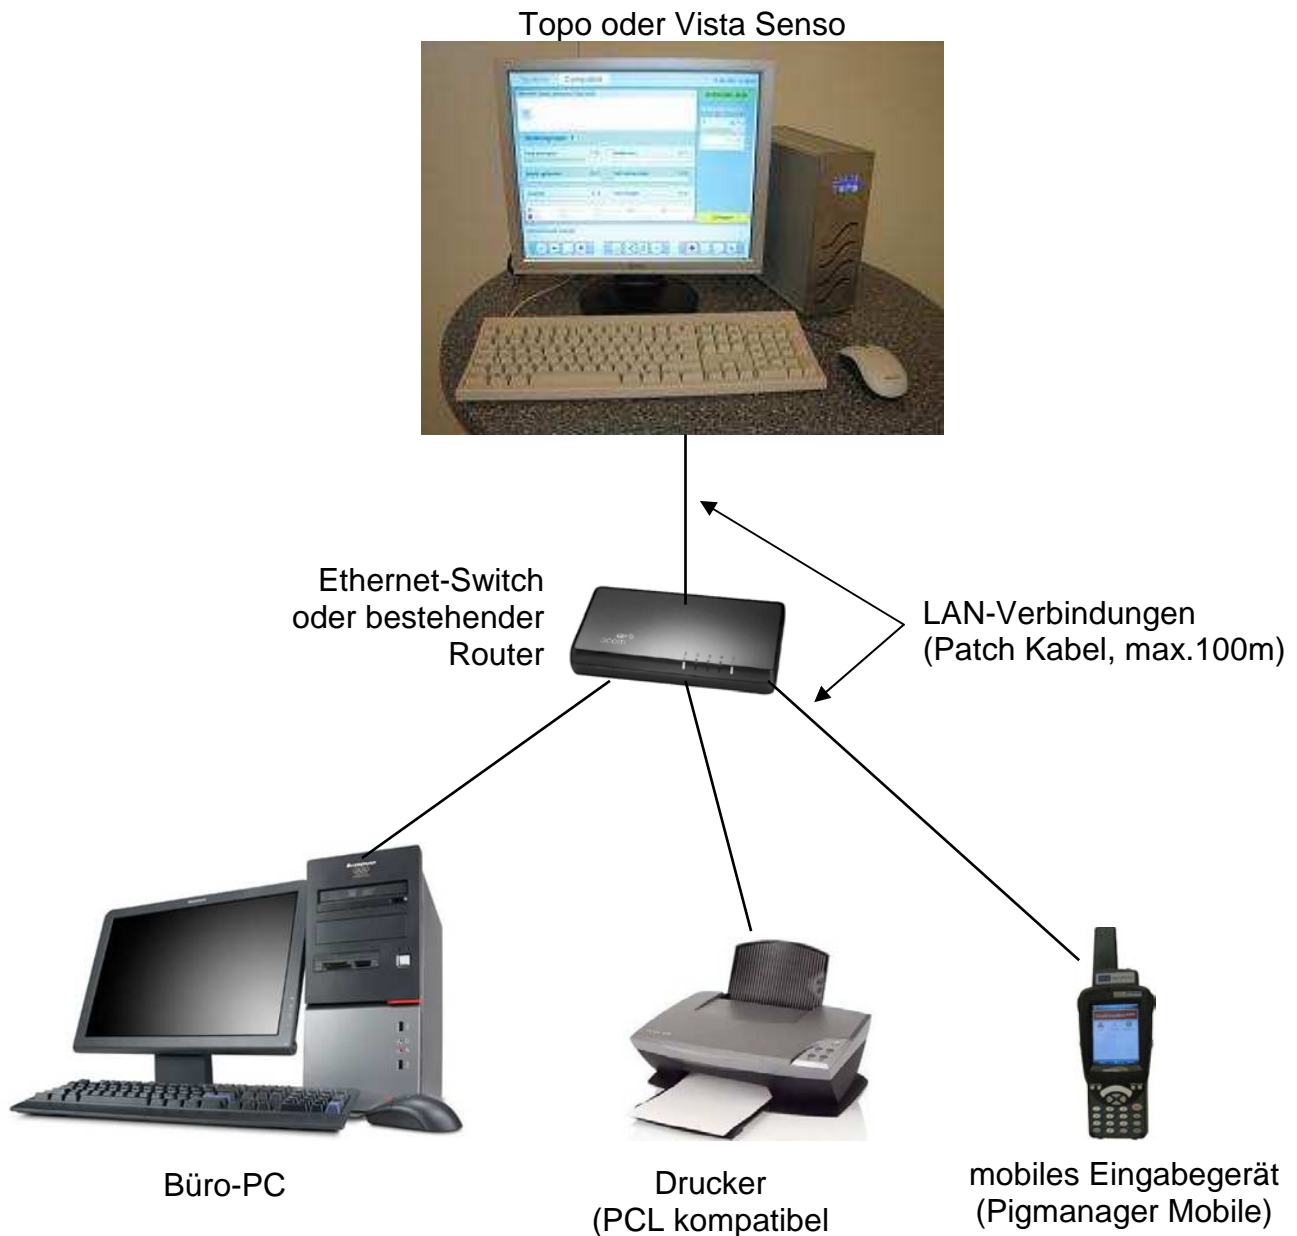 Topo oder Vista Senso
Ethernet-Switch
oder bestehender
Router
LAN-Verbindungen
(Patch Kabel, max.100m)
Büro-PC
Drucker
(PCL kompatibel
mobiles Eingabegerät
(Pigmanager Mobile)